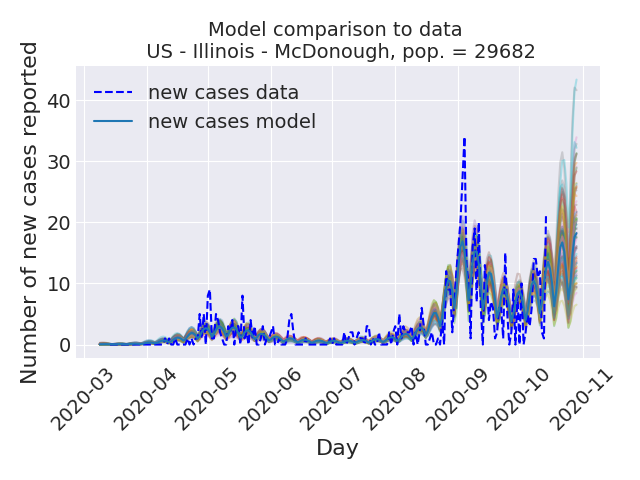 Model comparison to data
US - Illinois - McDonough, pop. = 29682
Number of new cases reported
40
30
20
10
0
new cases data
new cases model
2020-03
2020-04
2020-05
2020-06
2020-07
2020-08
2020-09
2020-10
2020-11
Day